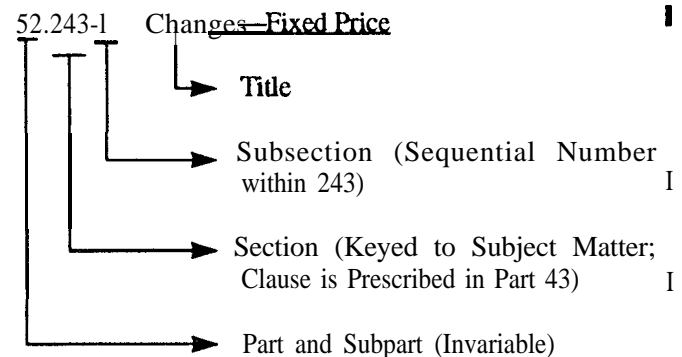 52.243-l Changes—Fixed Price
Title
Subsection (Sequential Number
within 243)
Section (Keyed to Subject Matter;
Clause is Prescribed in Part 43)
Part and Subpart (Invariable)